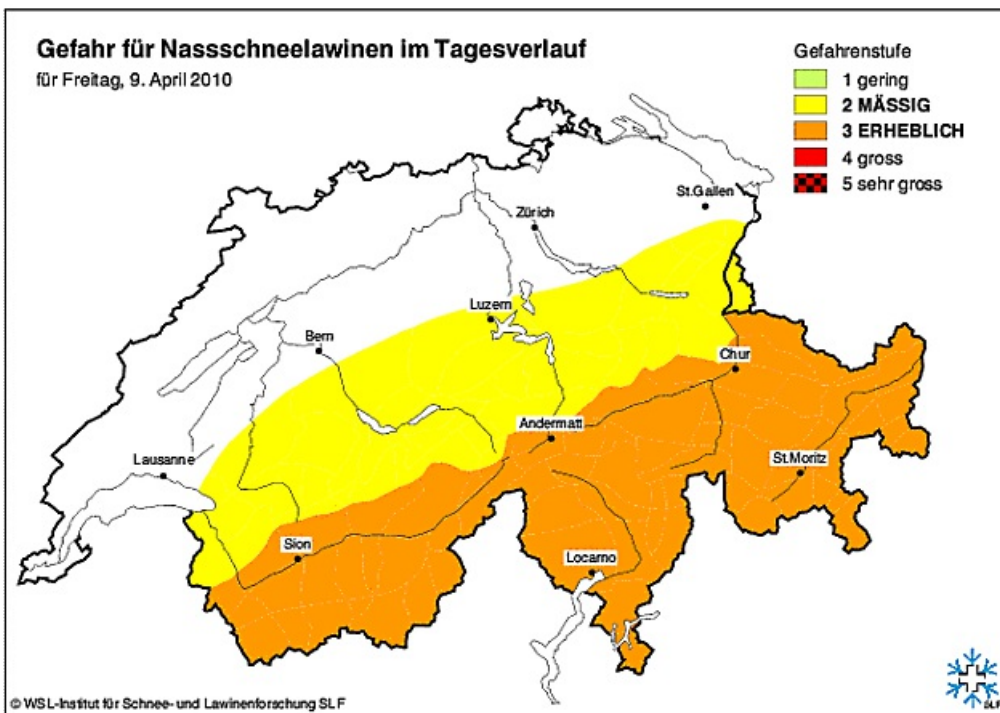 Gefahr für Nassschneelawinen im Tagesverlauf
für Freitag, 9. April 2010
Gefahrenstufe
1 gering
2 MÄSSIG
3 ERHEBLICH
4 gross
5 sehr gross
St.Gallen
Zürich
Luzern
Bern
Chur
Andermatt
Lausanne
St.Moritz
Sion
Locarno
© WSL-Institut für Schnee- und Lawinenforschung SLF
SLF